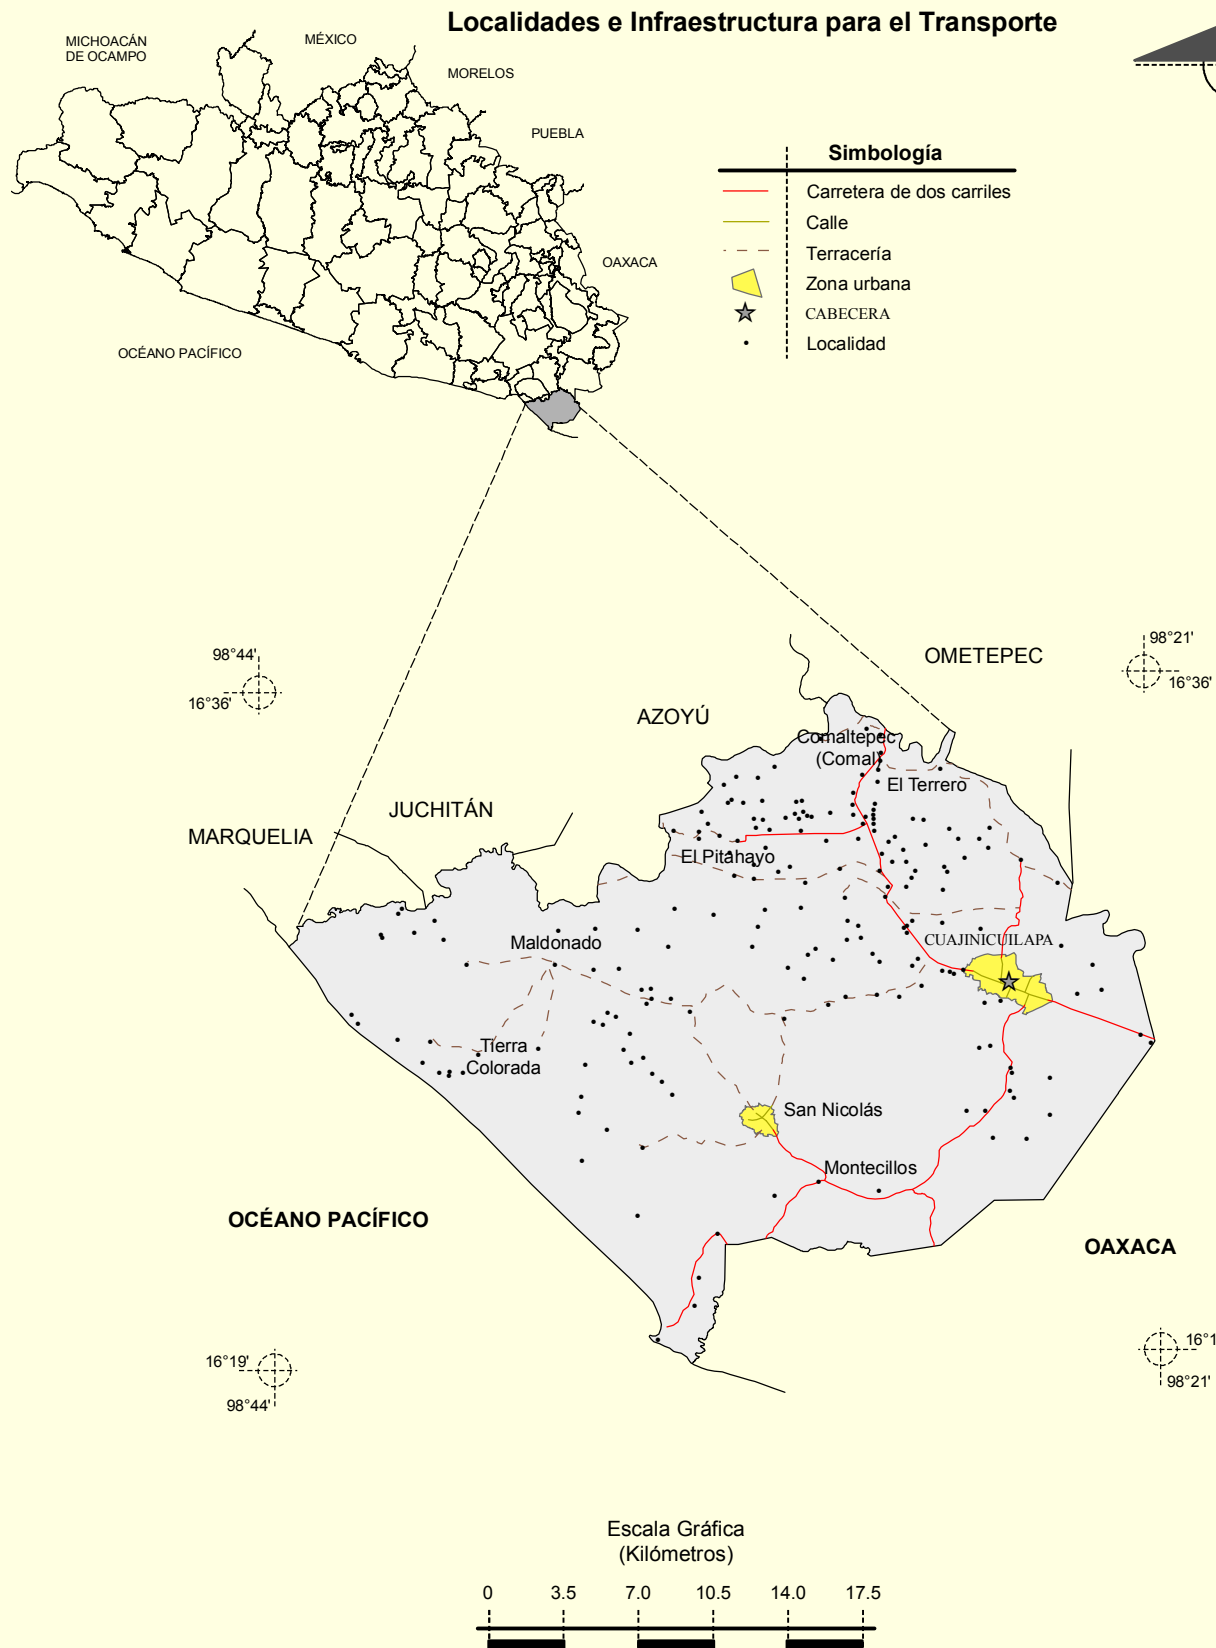 Localidades e Infraestructura para el Transporte
MICHOACÁN
DE OCAMPO
MÉXICO
MORELOS
PUEBLA
OAXACA
OCÉANO PACÍFICO
Simbología
Carretera de dos carriles
Calle
Terracería
Zona urbana
CABECERA
Localidad
98°44'
16°36'
98°21'
16°36'
OMETEPEC
AZOYÚ
JUCHITÁN
MARQUELIA
Comaltepec
(Comal)
El Terrero
El Pitahayo
Maldonado
CUAJINICUILAPA
Tierra
Colorada
San Nicolás
Montecillos
OCÉANO PACÍFICO
OAXACA
16°19'
98°44'
16°1
98°21'
Escala Gráfica
(Kilómetros)
0 3.5 7.0 10.5 14.0 17.5